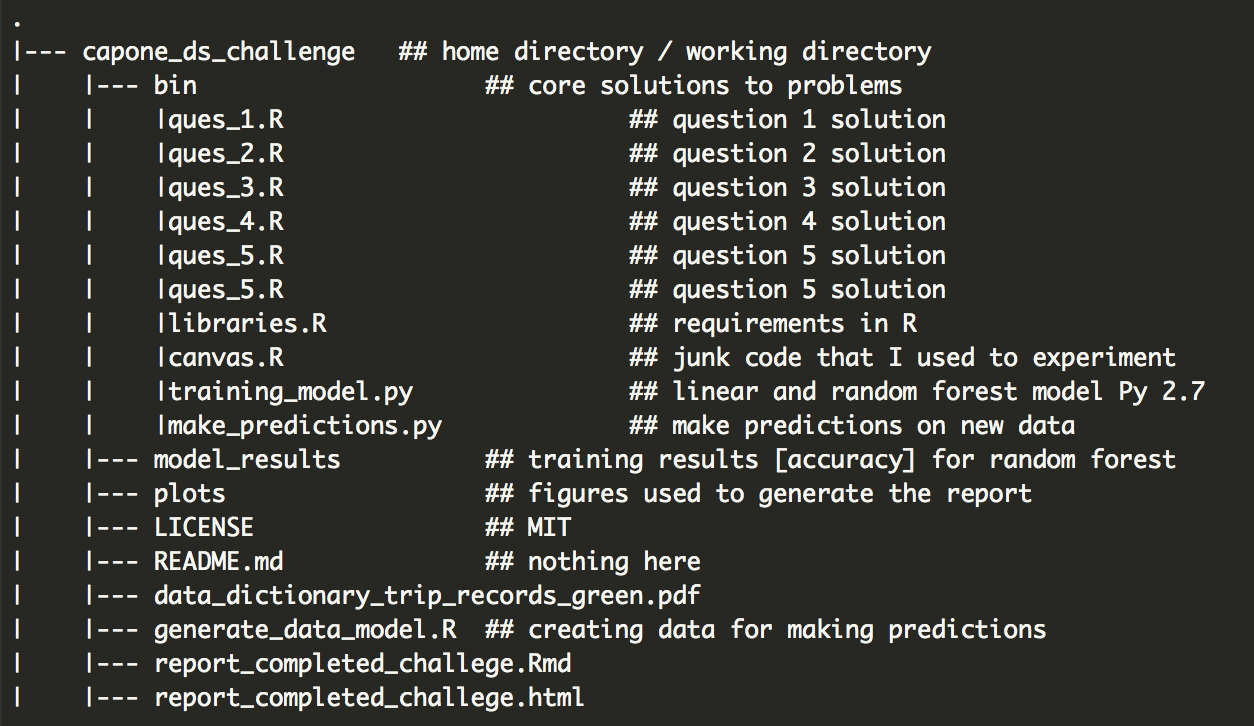 .
|--- capone_ds_challenge   ## home directory / working directory
|    |--- bin                    ## core solutions to problems
|    |    |ques_1.R                        ## question 1 solution
|    |    |ques_2.R                        ## question 2 solution
|    |    |ques_3.R                        ## question 3 solution
|    |    |ques_4.R                        ## question 4 solution
|    |    |ques_5.R                        ## question 5 solution
|    |    |ques_5.R                        ## question 5 solution
|    |    |libraries.R                     ## requirements in R
|    |    |canvas.R                        ## junk code that I used to experiment
|    |    |training_model.py               ## linear and random forest model Py 2.7
|    |    |make_predictions.py             ## make predictions on new data
|    |--- model_results          ## training results [accuracy] for random forest
|    |--- plots                  ## figures used to generate the report
|    |--- LICENSE                ## MIT
|    |--- README.md              ## nothing here
|    |--- data_dictionary_trip_records_green.pdf
|    |--- generate_data_model.R  ## creating data for making predictions
|    |--- report_completed_challege.Rmd
|    |--- report_completed_challege.html